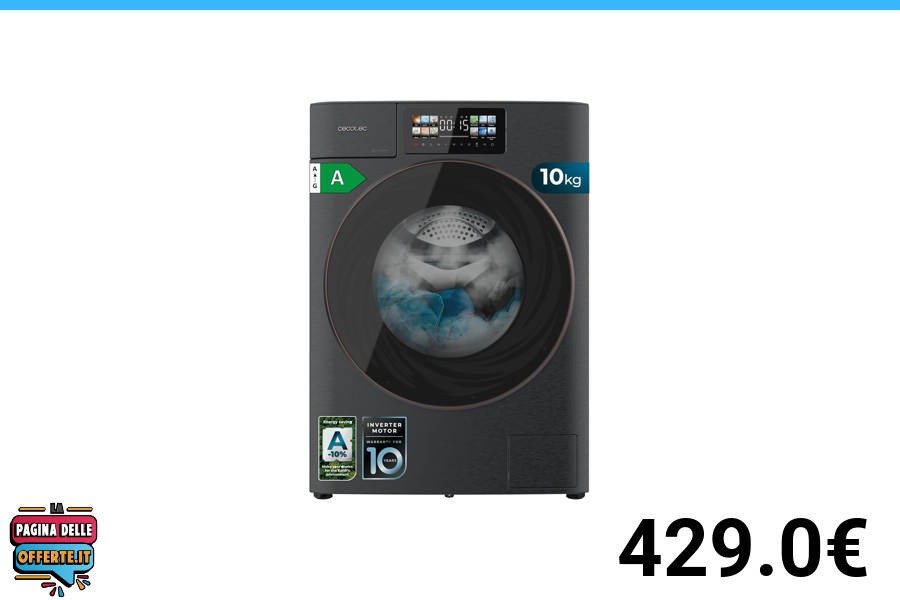 cecotec
00:15
A
G
A
10kg
Energy saving
A
-10%
INVERTER
MOTOR
WARRANTY FOR
10 YEARS
LA
PAGINA DELLE
OFFERTE.IT
429.0€